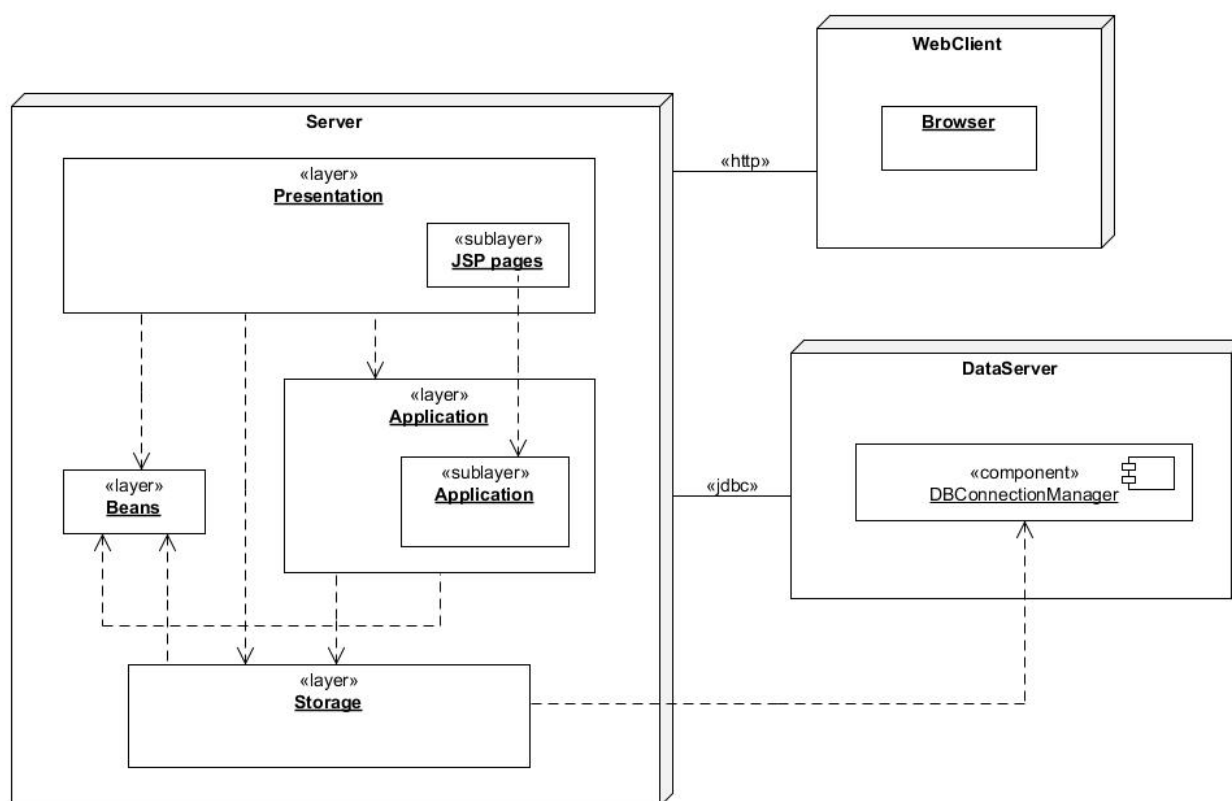 WebClient
Browser
«http»
Server
«layer»
Presentation
«sublayer»
JSP pages
«layer»
Application
«sublayer»
Application
«layer»
Beans
«layer»
Storage
«jdbc»
DataServer
«component»
DBConnectionManager